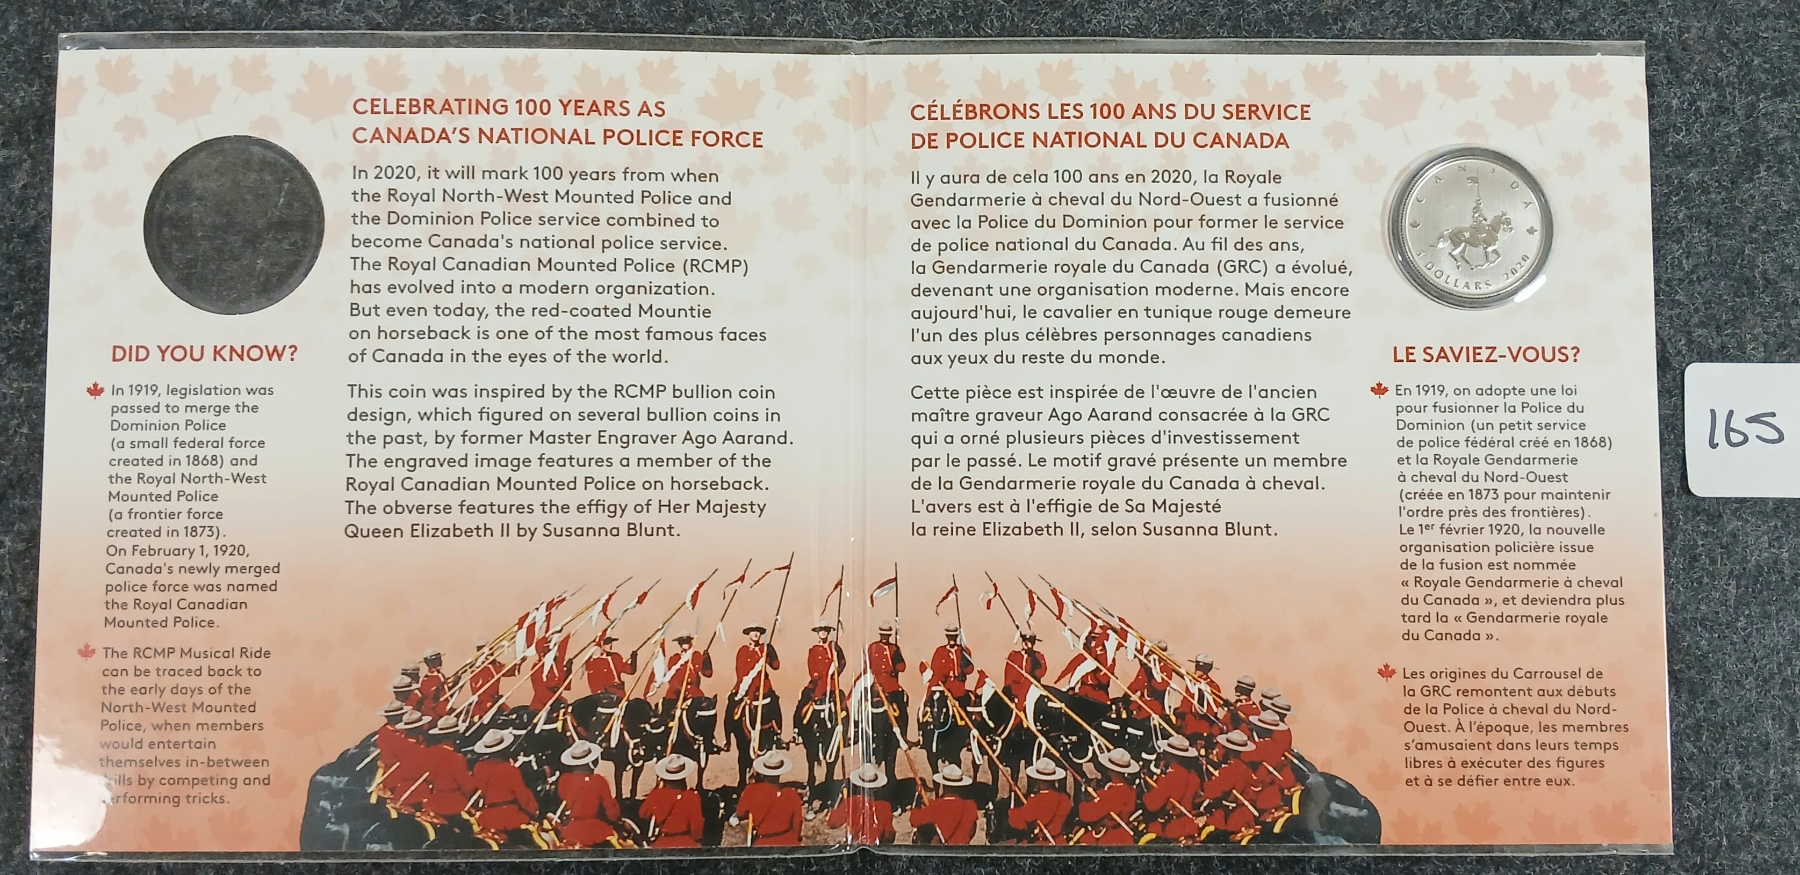 CELEBRATING 100 YEARS AS
CANADA'S NATIONAL POLICE FORCE
In 2020, it will mark 100 years from when
the Royal North-West Mounted Police and
the Dominion Police service combined to
become Canada's national police service.
The Royal Canadian Mounted Police (RCMP)
has evolved into a modern organization.
But even today, the red-coated Mountie
on horseback is one of the most famous faces
of Canada in the eyes of the world.
This coin was inspired by the RCMP bullion coin
design, which figured on several bullion coins in
the past, by former Master Engraver Ago Aarand.
The engraved image features a member of the
Royal Canadian Mounted Police on horseback.
The obverse features the effigy of Her Majesty
Queen Elizabeth II by Susanna Blunt.
DID YOU KNOW?
In 1919, legislation was
passed to merge the
Dominion Police
(a small federal force
created in 1868) and
the Royal North-West
Mounted Police
(a frontier force
created in 1873).
On February 1, 1920,
Canada's newly merged
police force was named
the Royal Canadian
Mounted Police.
The RCMP Musical Ride
can be traced back to
the early days of the
North-West Mounted
Police, when members
would entertain
themselves in-between
by competing and
tricks.
CÉLÉBRONS LES 100 ANS DU SERVICE
DE POLICE NATIONAL DU CANADA
Il y aura de cela 100 ans en 2020, la Royale
Gendarmerie à cheval du Nord-Ouest a fusionné
avec la Police du Dominion pour former le service
de police national du Canada. Au fil des ans,
la Gendarmerie royale du Canada (GRC) a évolué,
devenant une organisation moderne. Mais encore
aujourd'hui, le cavalier en tunique rouge demeure
l'un des plus célèbres personnages canadiens
aux yeux du reste du monde.
Cette pièce est inspirée de l'œuvre de l'ancien
maître graveur Ago Aarand consacrée à la GRC
qui a orné plusieurs pièces d'investissement
par le passé. Le motif gravé présente un membre
de la Gendarmerie royale du Canada à cheval.
L'avers est à l'effigie de Sa Majesté
la reine Elizabeth II, selon Susanna Blunt.
CANADA
DOLLARS 2020
LE SAVIEZ-VOUS?
En 1919, on adopte une loi
pour fusionner la Police du
Dominion (un petit service
de police fédéral créé en 1868)
et la Royale Gendarmerie
à cheval du Nord-Ouest
(créée en 1873 pour maintenir
l'ordre près des frontières).
Le 1er février 1920, la nouvelle
organisation policière issue
de la fusion est nommée
« Royale Gendarmerie à cheval
du Canada », et deviendra plus
tard la « Gendarmerie royale
du Canada ».
Les origines du Carrousel de
la GRC remontent aux débuts
de la Police à cheval du Nord-
Ouest. À l'époque, les membres
s'amusaient dans leurs temps
libres à exécuter des figures
et à se défier entre eux.
165